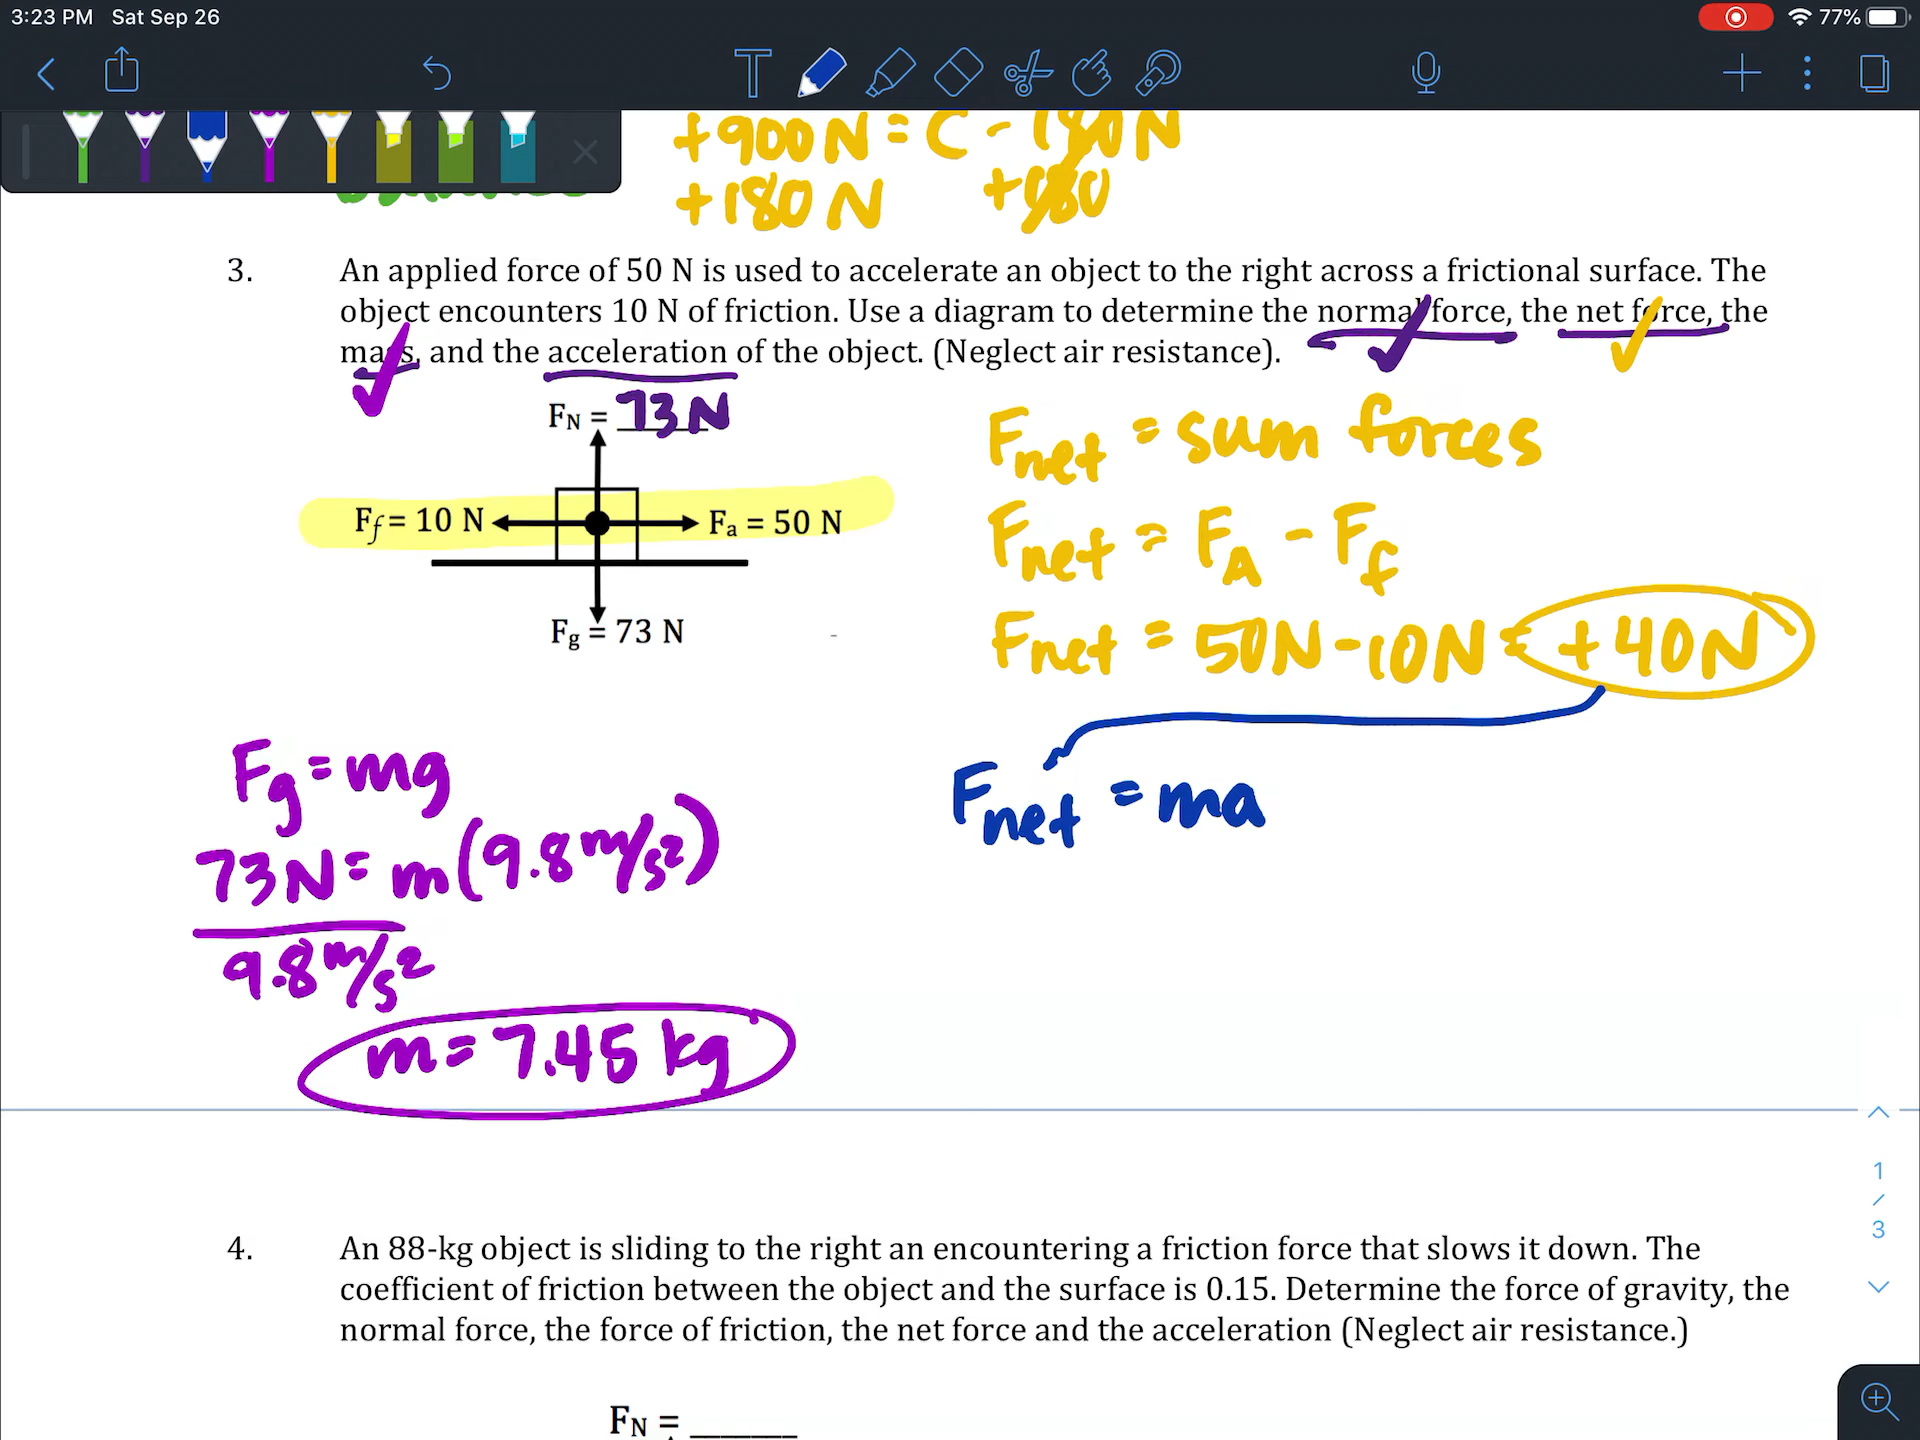 3:23 PM Sat Sep 26
77%
T
+900N = C - 180N
+180N +180
3. An applied force of 50 N is used to accelerate an object to the right across a frictional surface. The
object encounters 10 N of friction. Use a diagram to determine the normal force, the net force, the
mass, and the acceleration of the object. (Neglect air resistance).
FN = 73N
Ff = 10 N
Fa = 50 N
Fg = 73 N
Fnet = sum forces
Fnet = FA - Ff
Fnet = 50N - 10N = +40N
Fnet = ma
Fg = mg
73N = m(9.8 m/s²)
9.8 m/s²
m = 7.45 kg
1
/
3
4. An 88-kg object is sliding to the right an encountering a friction force that slows it down. The
coefficient of friction between the object and the surface is 0.15. Determine the force of gravity, the
normal force, the force of friction, the net force and the acceleration (Neglect air resistance.)
FN = ______